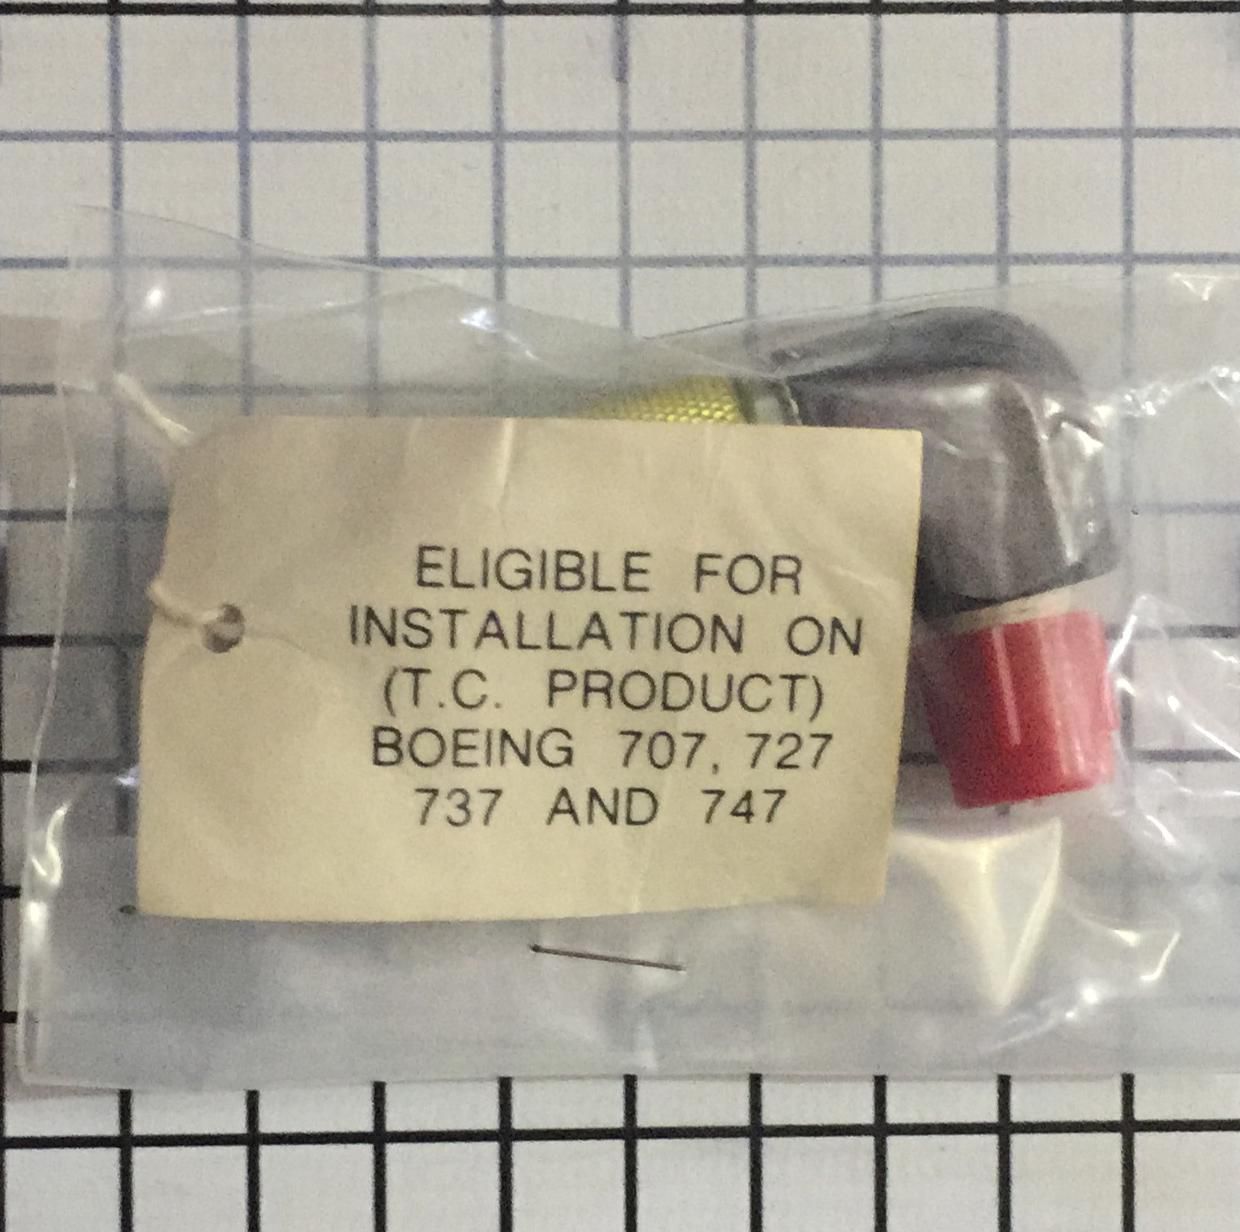 ELIGIBLE FOR
INSTALLATION ON
(T.C. PRODUCT)
BOEING 707, 727
737 AND 747